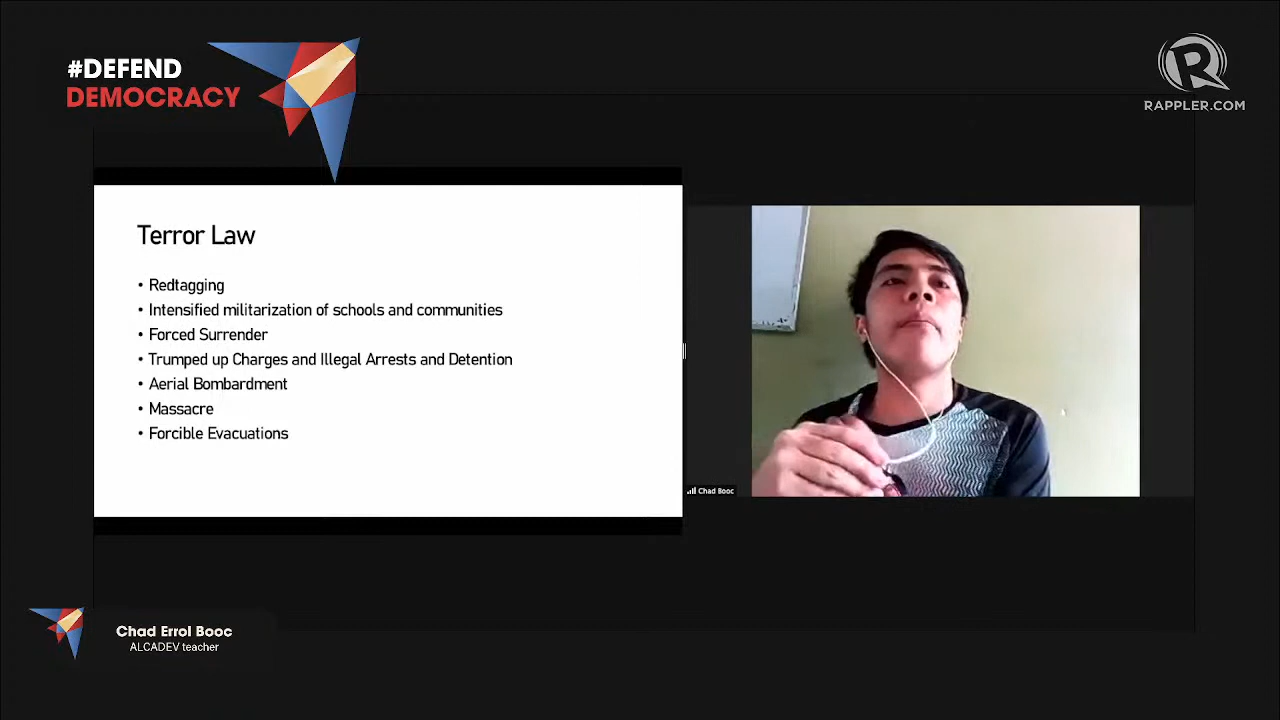 #DEFEND
DEMOCRACY
R
RAPPLER.COM
Terror Law
• Redtagging
• Intensified militarization of schools and communities
• Forced Surrender
• Trumped up Charges and Illegal Arrests and Detention
• Aerial Bombardment
• Massacre
• Forcible Evacuations
Chad Booc
Chad Errol Booc
ALCADEV teacher